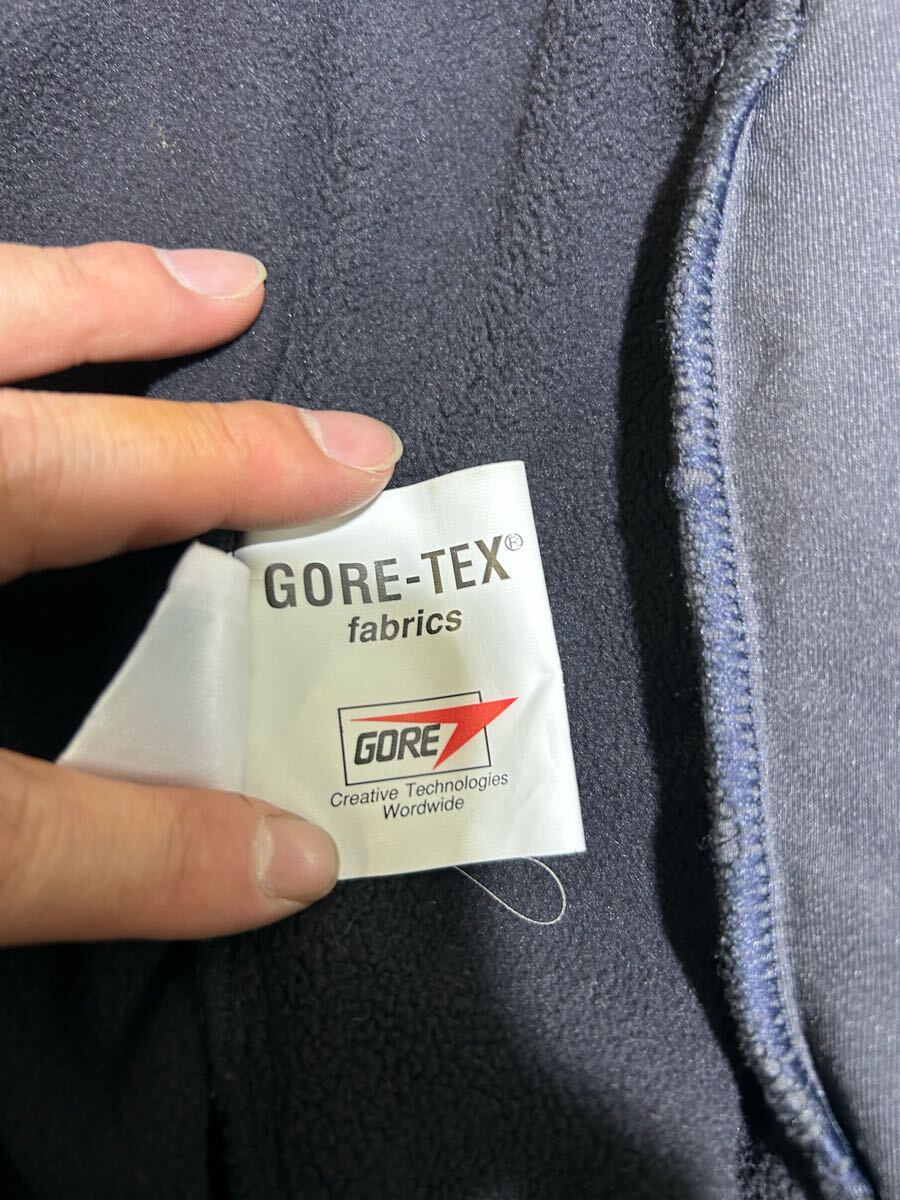 GORE-TEX®
fabrics
GORE
Creative Technologies
Wordwide